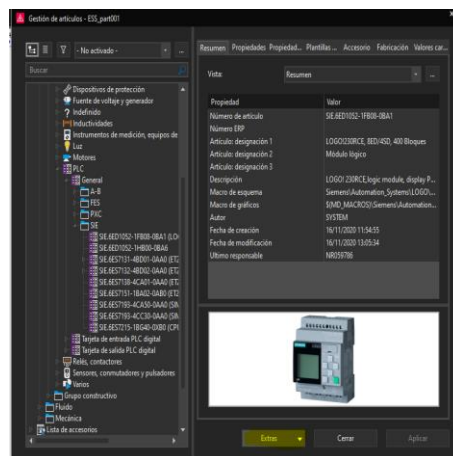 Gestión de artículos - ESS_part001
- No activado -
...
Buscar
Dispositivos de protección
Fuente de voltaje y generador
Indefinido
Inductividades
Instrumentos de medición, equipos de
Luz
Motores
PLC
General
A-B
FES
PXC
SIE
SIE.6ED1052-1FB08-0BA1 (LO
SIE.6ED1052-1HB00-0BA6
SIE.6ES7131-4BD01-0AA0 (ET
SIE.6ES7132-4BD02-0AA0 (ET
SIE.6ES7138-4CA01-0AA0 (ET
SIE.6ES7151-1BA02-0AB0 (ET
SIE.6ES7193-4CA50-0AA0 (SIM
SIE.6ES7193-4CC30-0AA0 (SIM
SIE.6ES7215-1BG40-0XB0 (CPU
Tarjeta de entrada PLC digital
Tarjeta de salida PLC digital
Relés, contactores
Sensores, conmutadores y pulsadores
Varios
Grupo constructivo
Fluido
Mecánica
Lista de accesorios
Resumen Propiedades Propiedad... Plantillas ... Accesorio Fabricación Valores car...
Vista: Resumen ...
Propiedad Valor
Número de artículo SIE.6ED1052-1FB08-0BA1
Número ERP
Artículo: designación 1 LOGO!230RCE, 8ED/4SD, 400 Bloques
Artículo: designación 2 Módulo lógico
Artículo: designación 3
Descripción LOGO! 230RCE,logic module, display P...
Macro de esquema Siemens\Automation_Systems\LOGO\...
Macro de gráficos $(MD_MACROS)\Siemens\Automation...
Autor SYSTEM
Fecha de creación 16/11/2020 11:54:55
Fecha de modificación 16/11/2020 13:05:34
Ultimo responsable NR059786
Extras Cerrar Aplicar